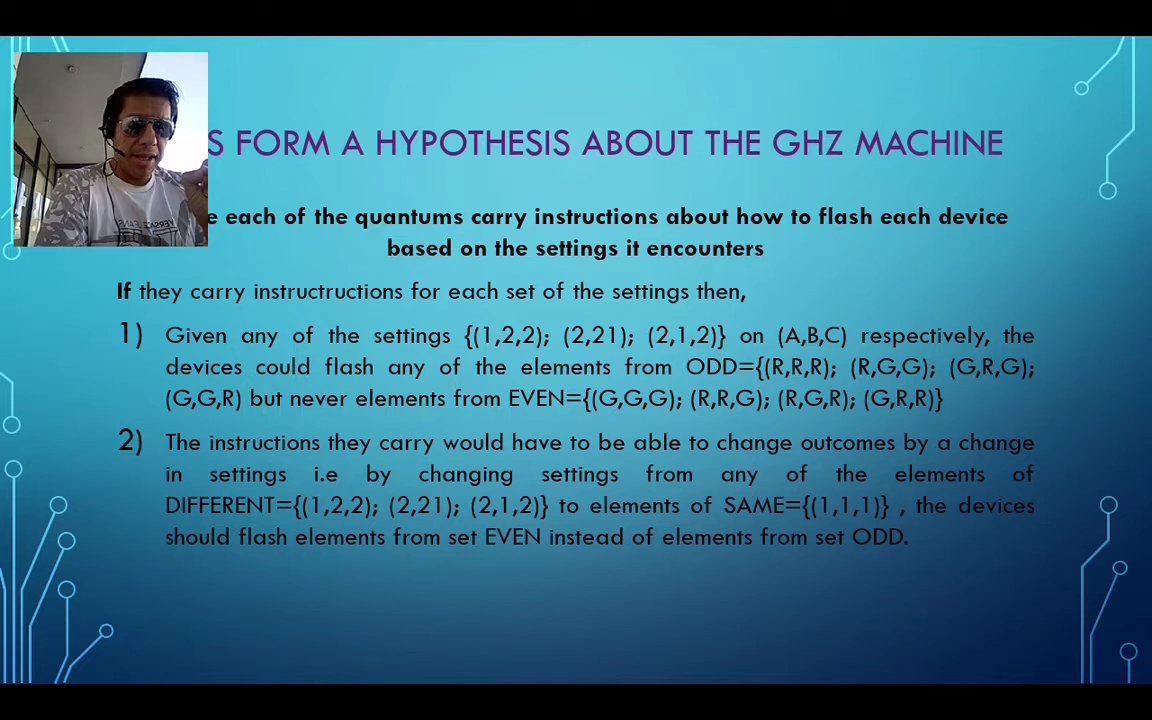 S FORM A HYPOTHESIS ABOUT THE GHZ MACHINE
e each of the quantums carry instructions about how to flash each device
based on the settings it encounters
If they carry instructructions for each set of the settings then,
1) Given any of the settings {(1,2,2); (2,21); (2,1,2)} on (A,B,C) respectively, the
devices could flash any of the elements from ODD={(R,R,R); (R,G,G); (G,R,G);
(G,G,R) but never elements from EVEN={(G,G,G); (R,R,G); (R,G,R); (G,R,R)}
2) The instructions they carry would have to be able to change outcomes by a change
in settings i.e by changing settings from any of the elements of
DIFFERENT={(1,2,2); (2,21); (2,1,2)} to elements of SAME={(1,1,1)} , the devices
should flash elements from set EVEN instead of elements from set ODD.